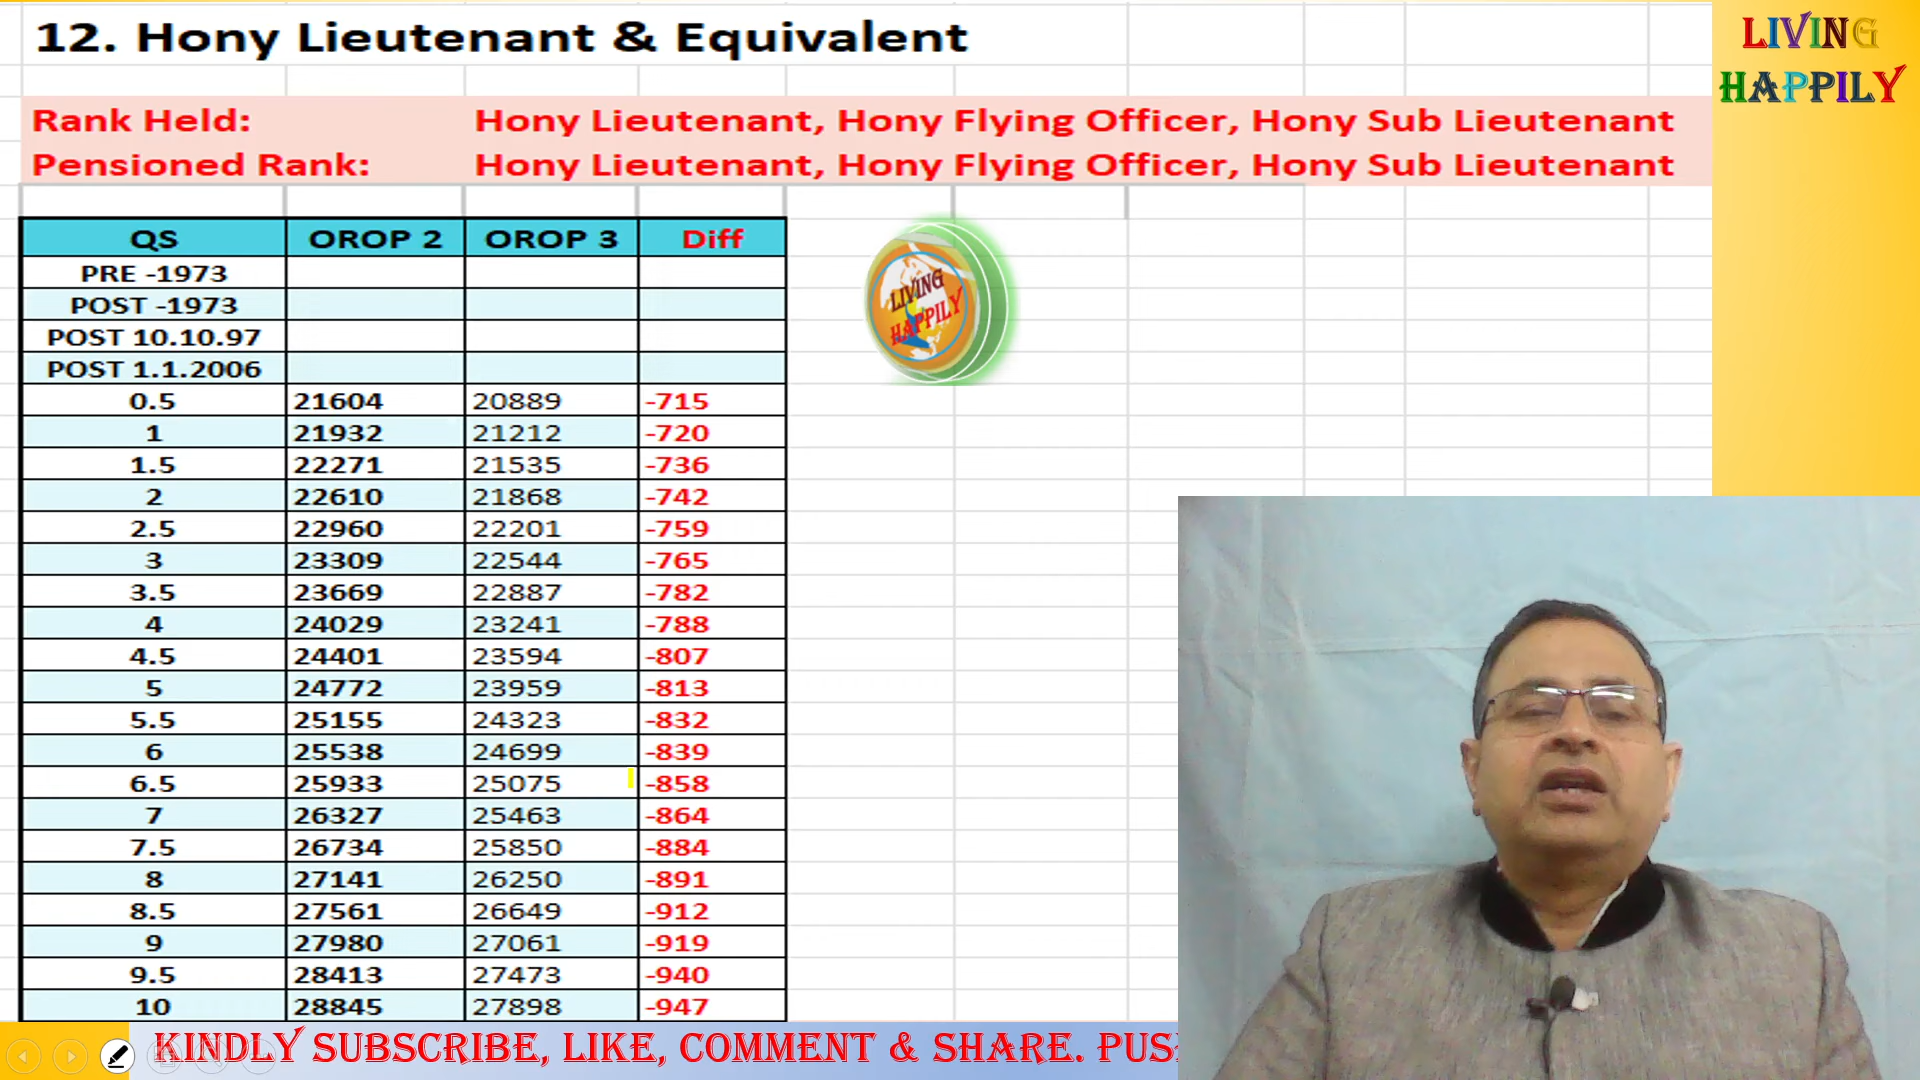 12. Hony Lieutenant & Equivalent
LIVING
HAPPILY
Rank Held: Hony Lieutenant, Hony Flying Officer, Hony Sub Lieutenant
Pensioned Rank: Hony Lieutenant, Hony Flying Officer, Hony Sub Lieutenant
QS OROP 2 OROP 3 Diff
PRE -1973
POST -1973
POST 10.10.97
POST 1.1.2006
0.5 21604 20889 -715
1 21932 21212 -720
1.5 22271 21535 -736
2 22610 21868 -742
2.5 22960 22201 -759
3 23309 22544 -765
3.5 23669 22887 -782
4 24029 23241 -788
4.5 24401 23594 -807
5 24772 23959 -813
5.5 25155 24323 -832
6 25538 24699 -839
6.5 25933 25075 -858
7 26327 25463 -864
7.5 26734 25850 -884
8 27141 26250 -891
8.5 27561 26649 -912
9 27980 27061 -919
9.5 28413 27473 -940
10 28845 27898 -947
LIVING
HAPPILY
KINDLY SUBSCRIBE, LIKE, COMMENT & SHARE. PUS